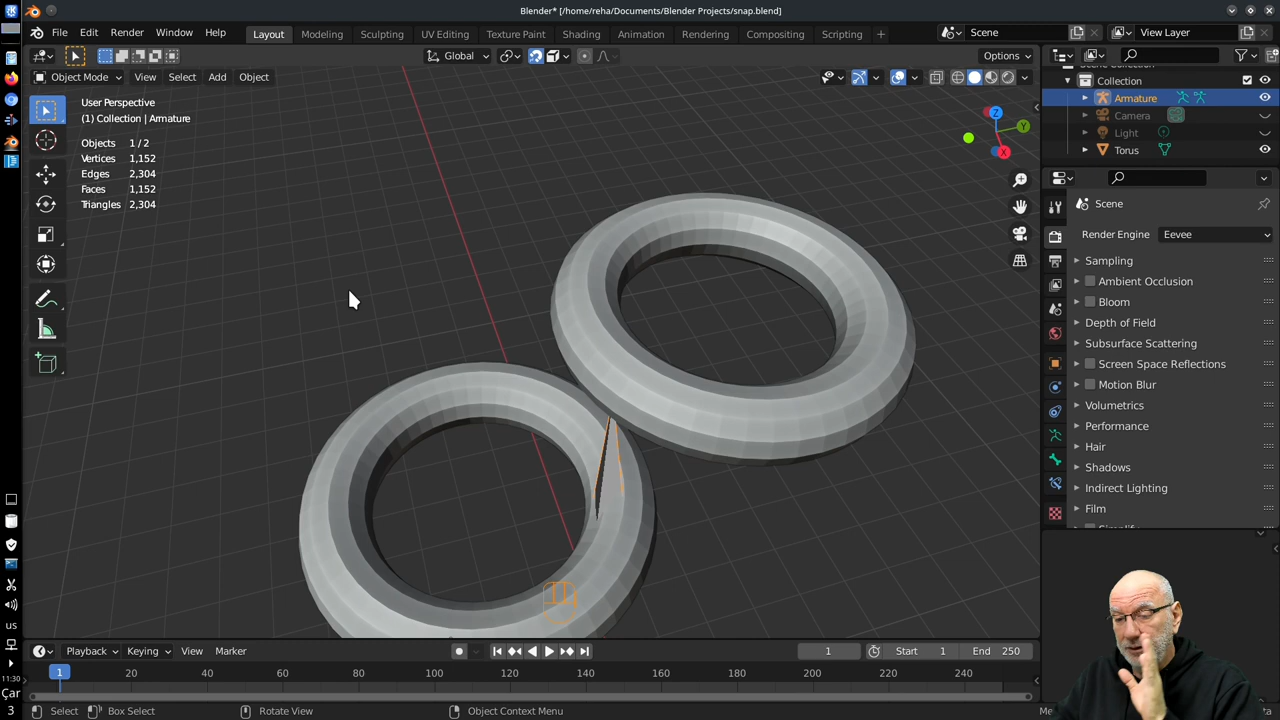 Blender* [/home/reha/Documents/Blender Projects/snap.blend]
File Edit Render Window Help Layout Modeling Sculpting UV Editing Texture Paint Shading Animation Rendering Compositing Scripting + Scene View Layer
Global Options
Object Mode View Select Add Object
User Perspective
(1) Collection | Armature
Objects 1 / 2
Vertices 1,152
Edges 2,304
Faces 1,152
Triangles 2,304
Z
Y
X
Collection
Armature
Camera
Light
Torus
Scene
Render Engine Eevee
Sampling
Ambient Occlusion
Bloom
Depth of Field
Subsurface Scattering
Screen Space Reflections
Motion Blur
Volumetrics
Performance
Hair
Shadows
Indirect Lighting
Film
us
11:30
Çar
3
Playback Keying View Marker 1 Start 1 End 250
1 20 40 60 80 100 120 140 160 180 200 220 240
Select Box Select Rotate View Object Context Menu